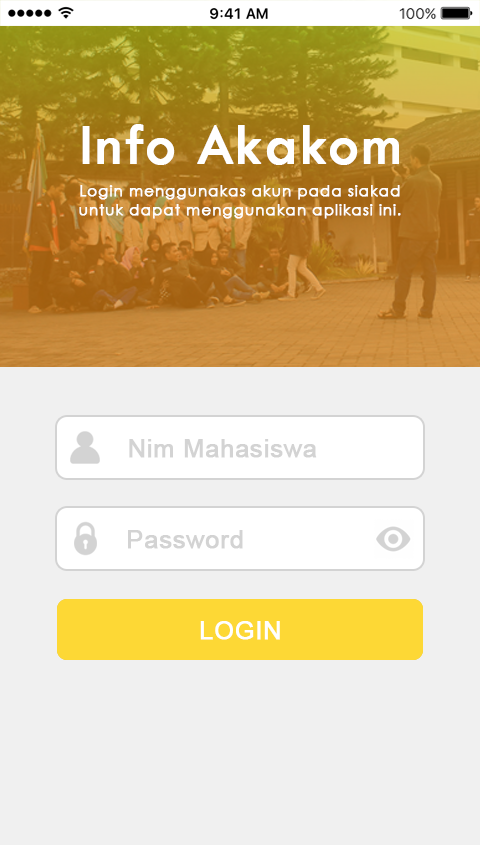 9:41 AM 100%
Info Akakom
Login menggunakas akun pada siakad
untuk dapat menggunakan aplikasi ini.
Nim Mahasiswa
Password
LOGIN